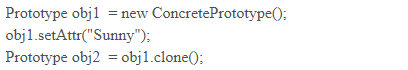 Prototype obj1 = new ConcretePrototype();
obj1.setAttr("Sunny");
Prototype obj2 = obj1.clone();